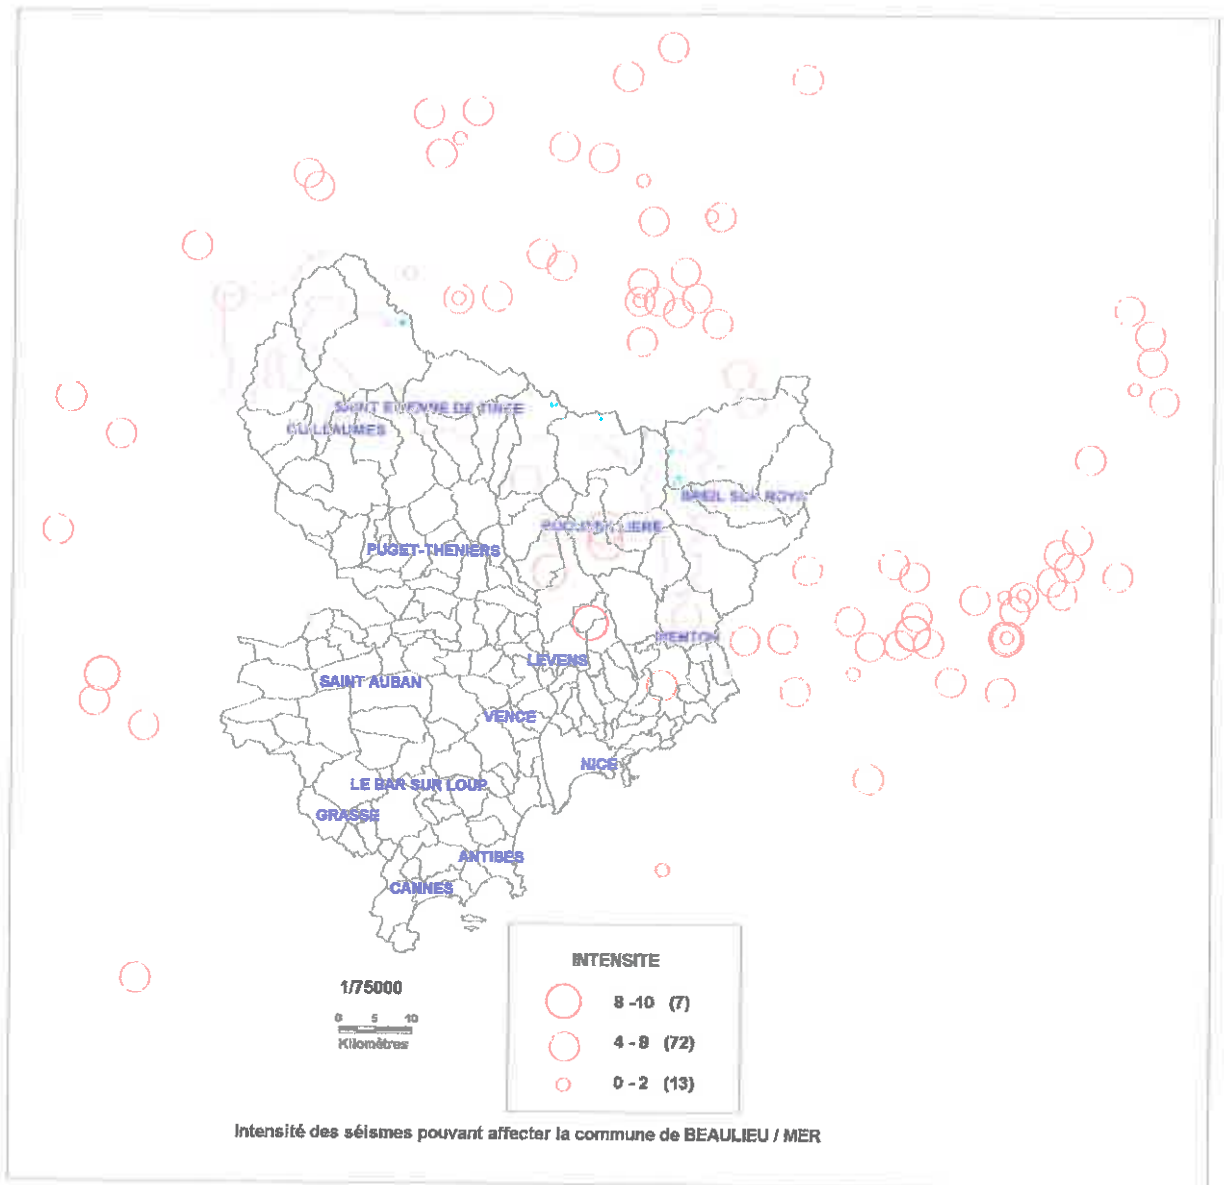 SAINT ETIENNE DE TINEE
GUILLAUMES
BREIL SUR ROYA
PUGET-THENIERS
MENTON
LEVENS
SAINT AUBAN
VENCE
NICE
LE BAR SUR LOUP
GRASSE
ANTIBES
CANNES
1/75000
0 5 10
Kilomètres
INTENSITE
8 -10 (7)
4 - 8 (72)
0 - 2 (13)
Intensité des séismes pouvant affecter la commune de BEAULIEU / MER